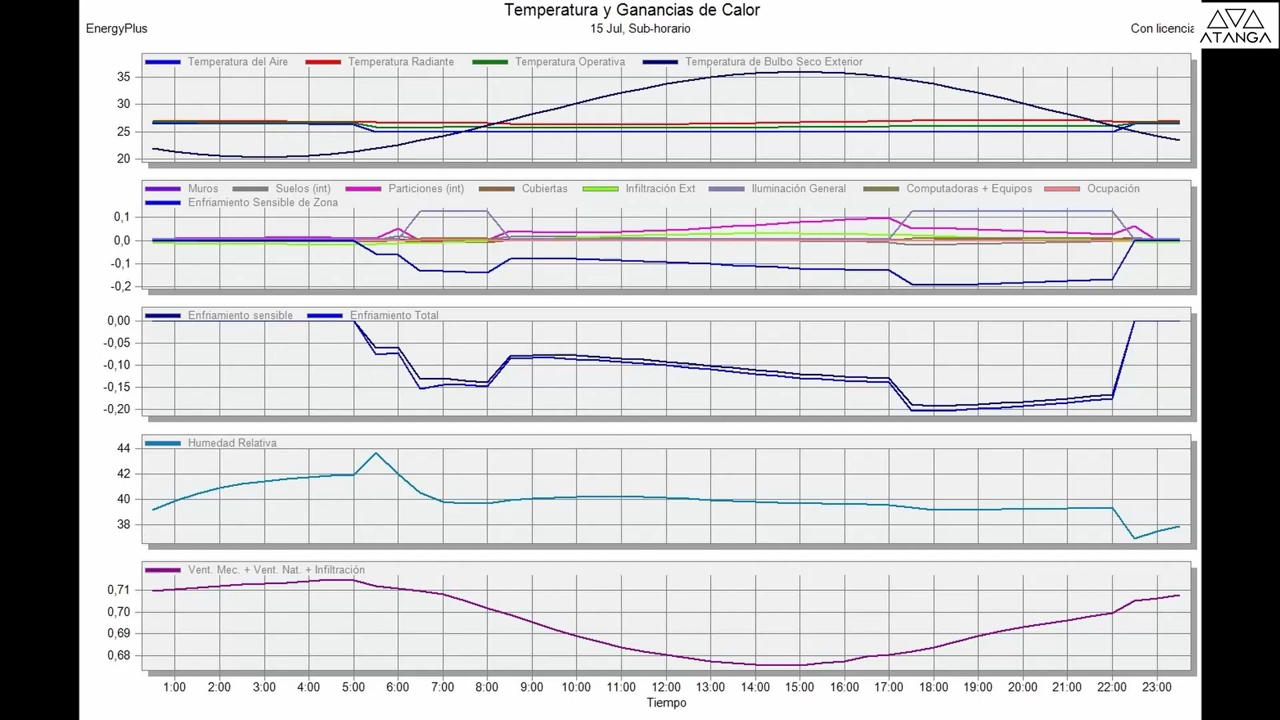 Temperatura y Ganancias de Calor
EnergyPlus
15 Jul, Sub-horario
Con licencia
ATANGA
Temperatura del Aire
Temperatura Radiante
Temperatura Operativa
Temperatura de Bulbo Seco Exterior
35
30
25
20
Muros
Suelos (int)
Particiones (int)
Cubiertas
Infiltración Ext
Iluminación General
Computadoras + Equipos
Ocupación
Enfriamiento Sensible de Zona
0,1
0,0
-0,1
-0,2
Enfriamiento sensible
Enfriamiento Total
0,00
-0,05
-0,10
-0,15
-0,20
Humedad Relativa
44
42
40
38
Vent. Mec. + Vent. Nat. + Infiltración
0,71
0,70
0,69
0,68
1:00 2:00 3:00 4:00 5:00 6:00 7:00 8:00 9:00 10:00 11:00 12:00 13:00 14:00 15:00 16:00 17:00 18:00 19:00 20:00 21:00 22:00 23:00
Tiempo